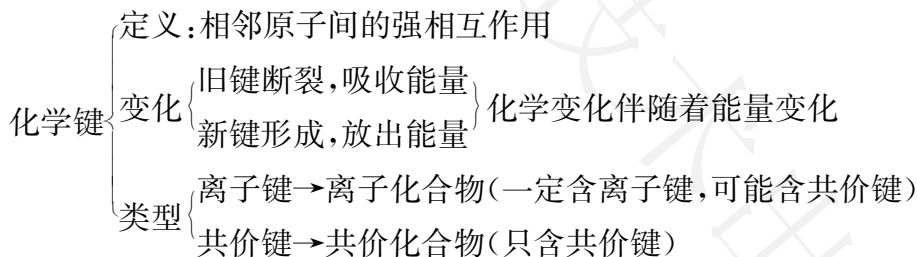 定义:相邻原子间的强相互作用
旧键断裂,吸收能量
化学键 变化 化学变化伴随着能量变化
新键形成,放出能量
离子键→离子化合物(一定含离子键,可能含共价键)
类型
共价键→共价化合物(只含共价键)